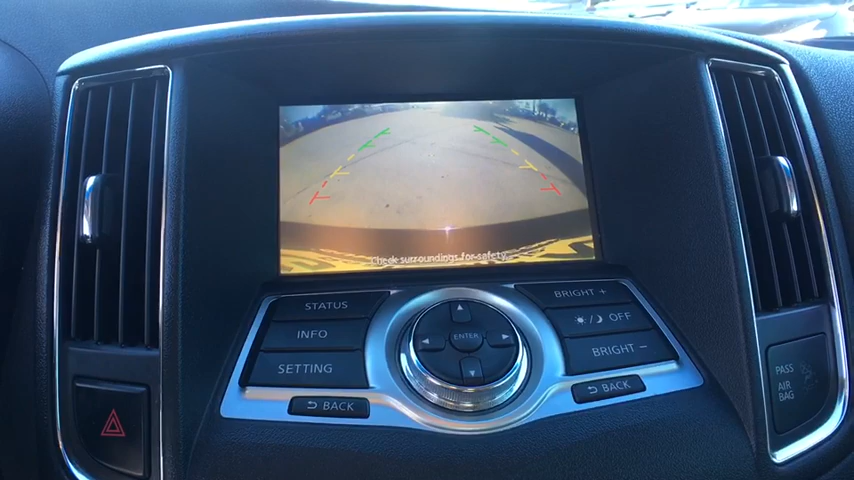 Check surroundings for safety.
STATUS
INFO
SETTING
BACK
ENTER
BRIGHT +
OFF
BRIGHT −
BACK
PASS
AIR
BAG